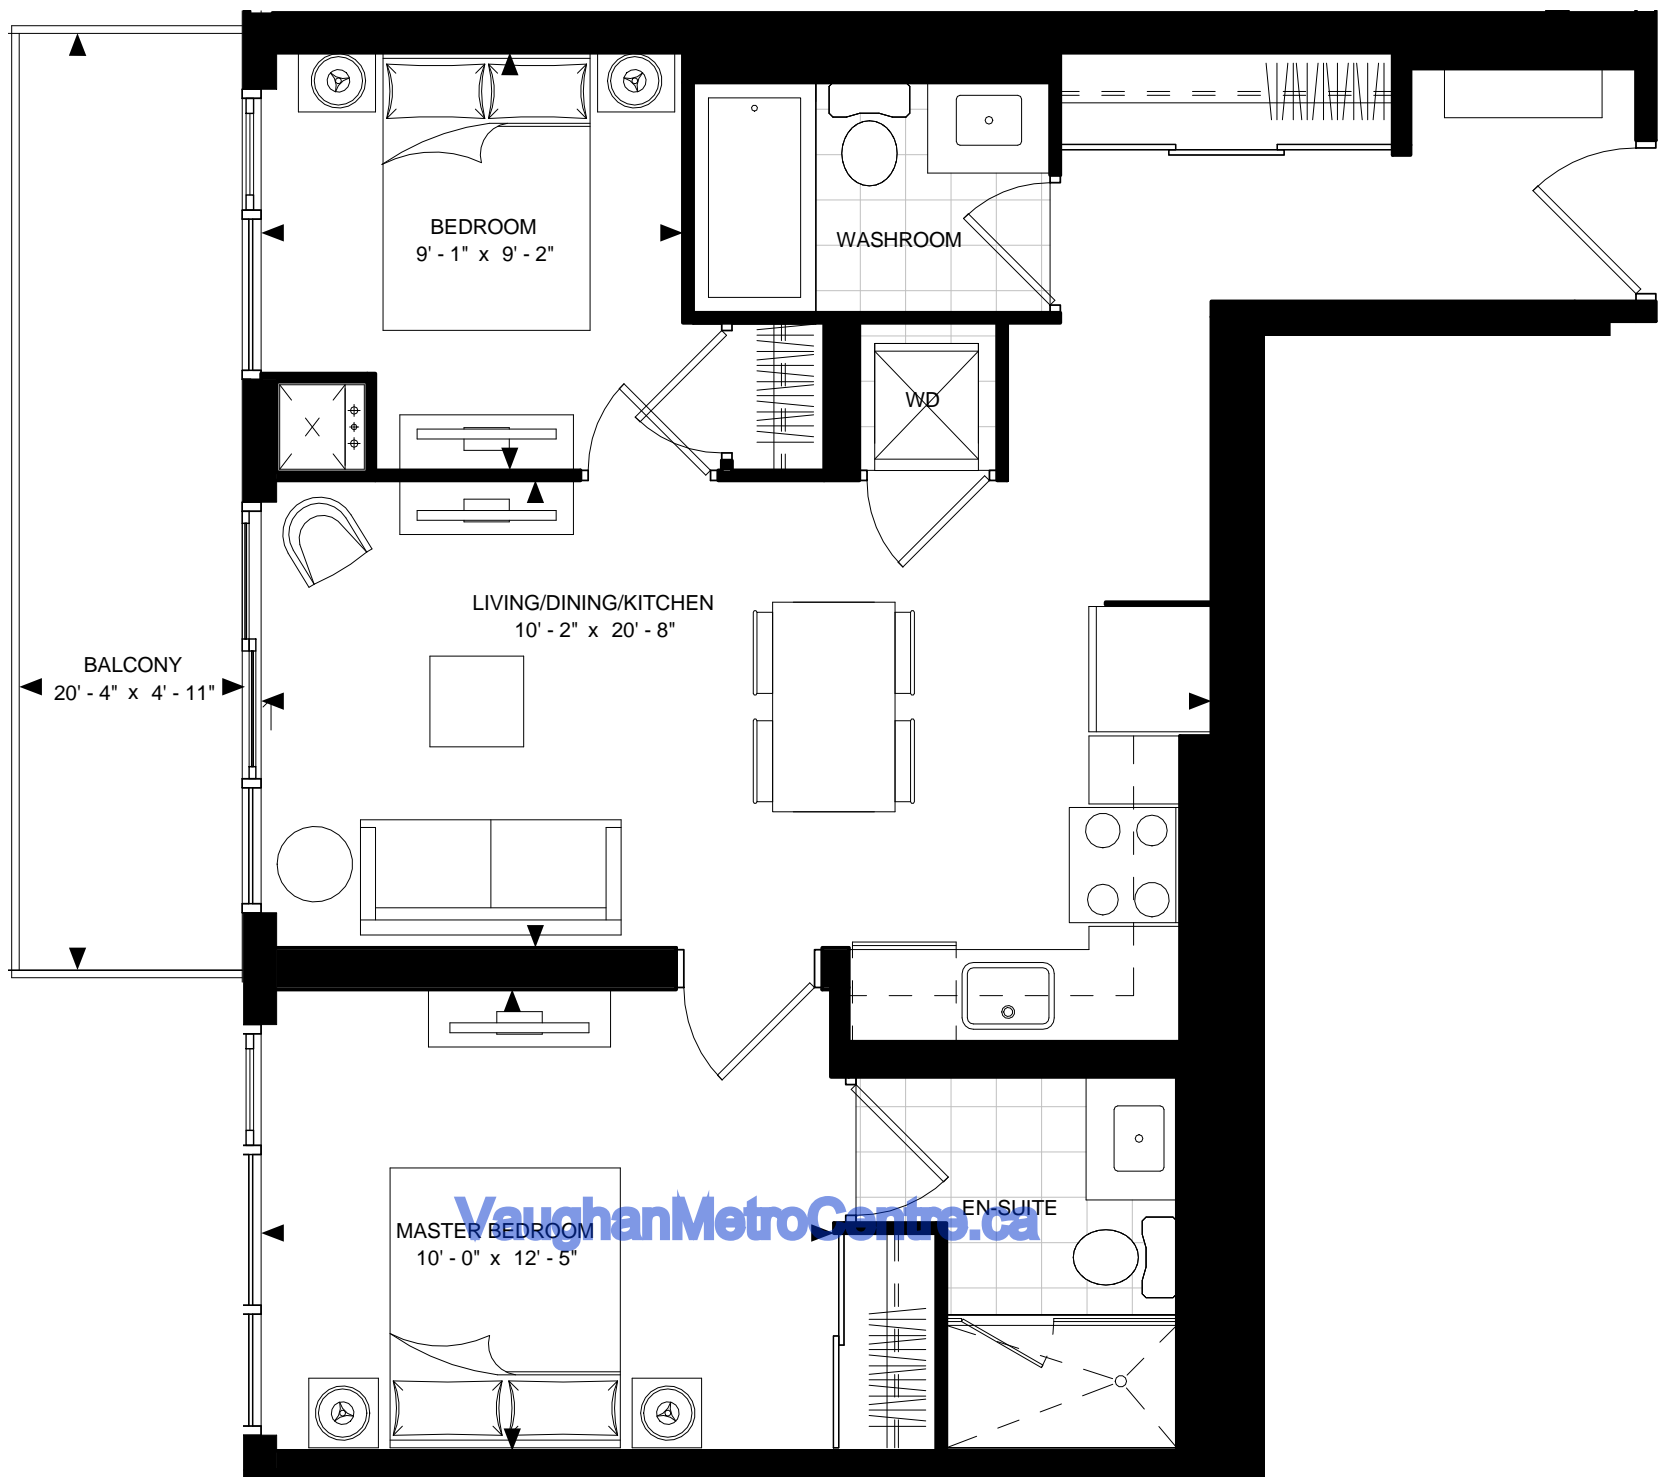 BEDROOM
9' - 1" x 9' - 2"
WASHROOM
WD
LIVING/DINING/KITCHEN
10' - 2" x 20' - 8"
BALCONY
20' - 4" x 4' - 11"
EN-SUITE
VaughanMetroCentre.ca
MASTER BEDROOM
10' - 0" x 12' - 5"